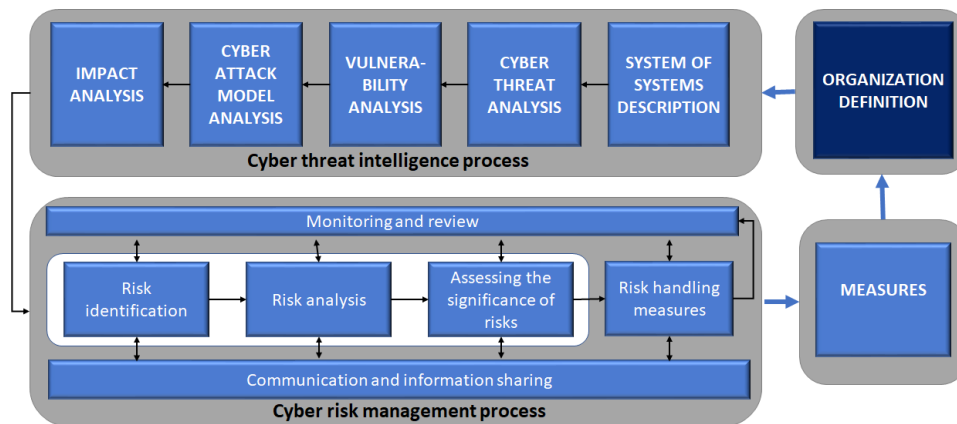 IMPACT
ANALYSIS
CYBER
ATTACK
MODEL
ANALYSIS
VULNERA-
BILITY
ANALYSIS
CYBER
THREAT
ANALYSIS
SYSTEM OF
SYSTEMS
DESCRIPTION
ORGANIZATION
DEFINITION
Cyber threat intelligence process
Monitoring and review
Risk
identification
Risk analysis
Assessing the
significance of
risks
Risk handling
measures
MEASURES
Communication and information sharing
Cyber risk management process